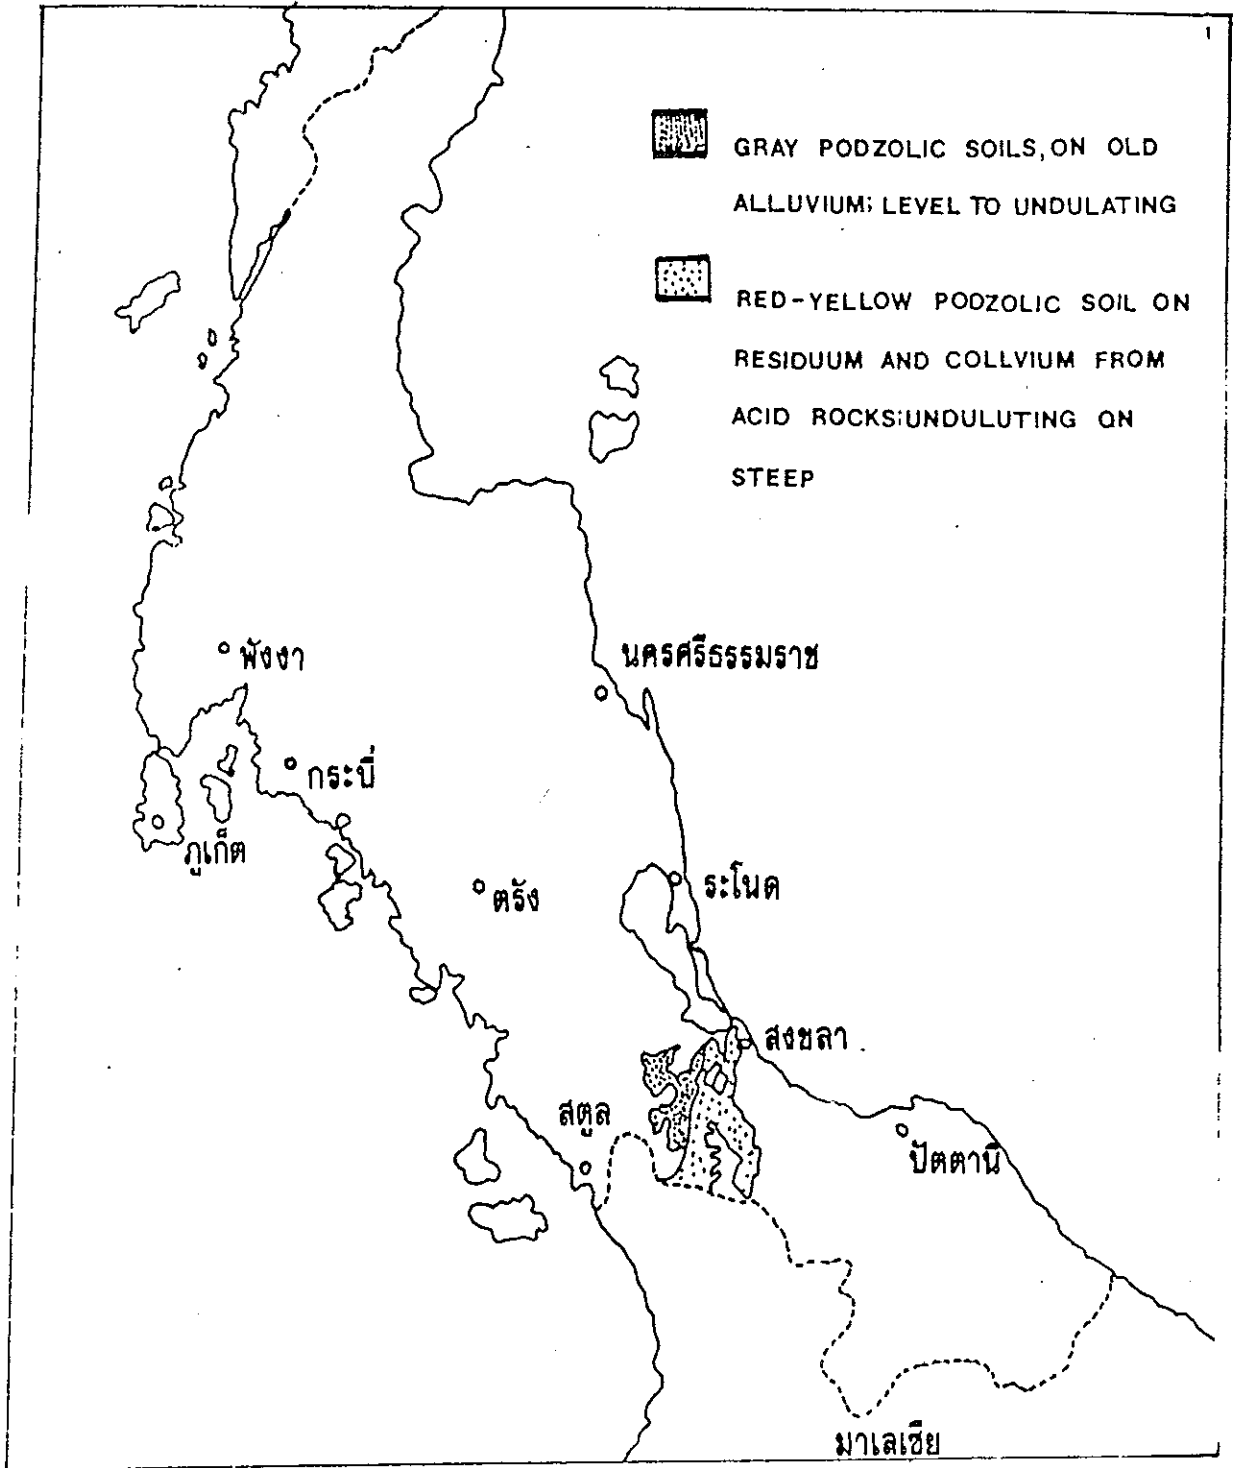 GRAY PODZOLIC SOILS, ON OLD
ALLUVIUM; LEVEL TO UNDULATING
RED-YELLOW PODZOLIC SOIL ON
RESIDUUM AND COLLVIUM FROM
ACID ROCKS;UNDULUTING ON
STEEP
พังงา
นครศรีธรรมราช
กระบี่
ภูเก็ต
ตรัง
ระโนด
สงขลา
สตูล
ปัตตานี
มาเลเซีย